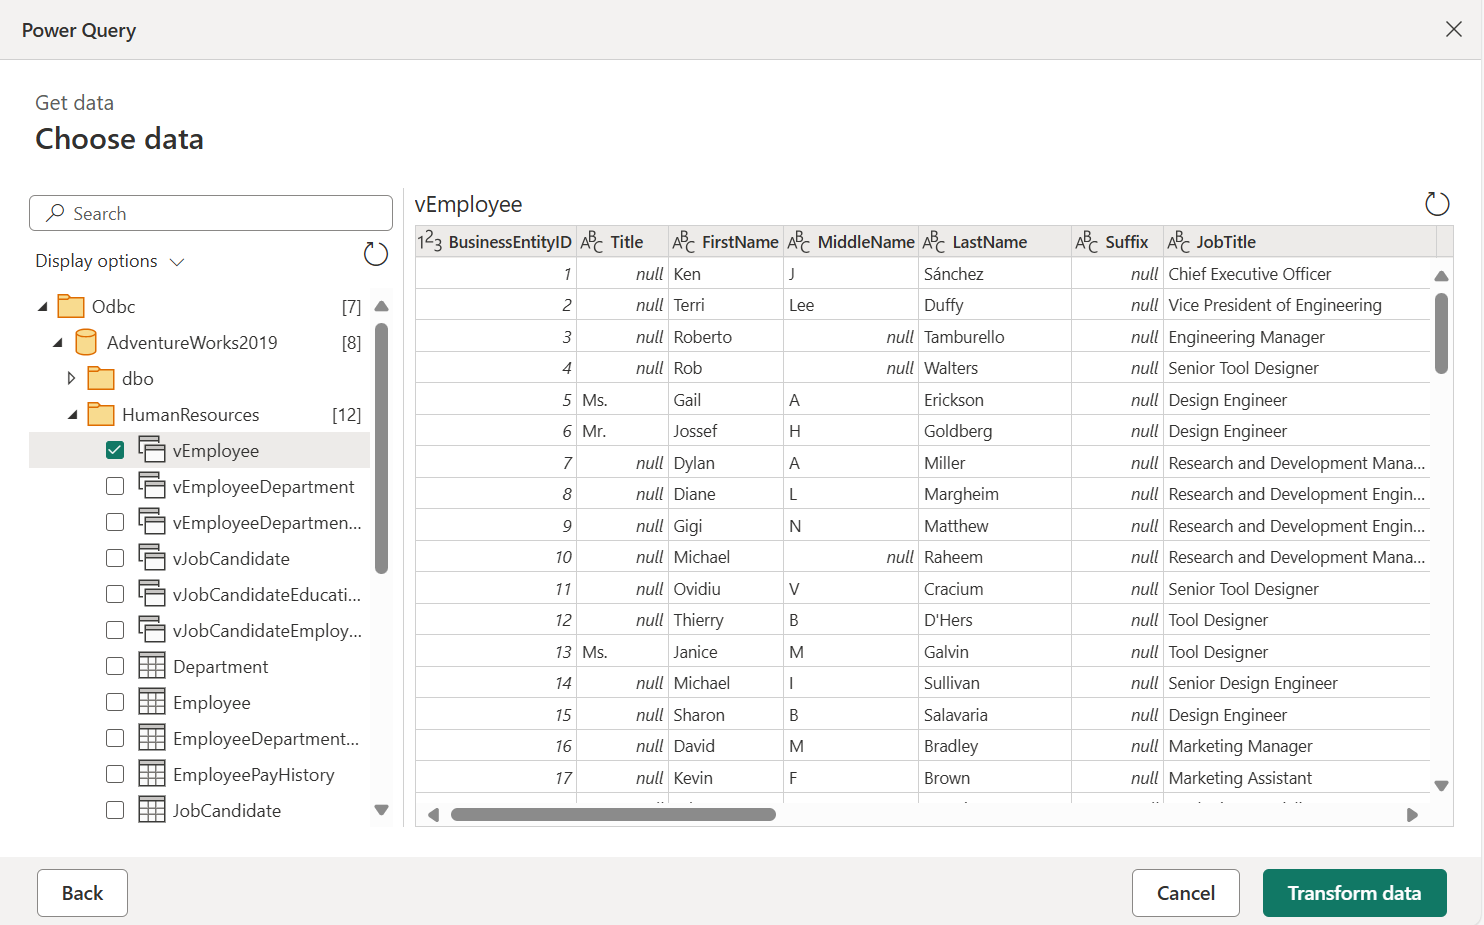 Power Query
Get data
Choose data
Search
Display options
Odbc [7]
AdventureWorks2019 [8]
dbo
HumanResources [12]
vEmployee
vEmployeeDepartment
vEmployeeDepartmen...
vJobCandidate
vJobCandidateEducati...
vJobCandidateEmploy...
Department
Employee
EmployeeDepartment...
EmployeePayHistory
JobCandidate
vEmployee
123 BusinessEntityID ABC Title ABC FirstName ABC MiddleName ABC LastName ABC Suffix ABC JobTitle
1 null Ken J Sánchez null Chief Executive Officer
2 null Terri Lee Duffy null Vice President of Engineering
3 null Roberto null Tamburello null Engineering Manager
4 null Rob null Walters null Senior Tool Designer
5 Ms. Gail A Erickson null Design Engineer
6 Mr. Jossef H Goldberg null Design Engineer
7 null Dylan A Miller null Research and Development Mana...
8 null Diane L Margheim null Research and Development Engin...
9 null Gigi N Matthew null Research and Development Engin...
10 null Michael null Raheem null Research and Development Mana...
11 null Ovidiu V Cracium null Senior Tool Designer
12 null Thierry B D'Hers null Tool Designer
13 Ms. Janice M Galvin null Tool Designer
14 null Michael I Sullivan null Senior Design Engineer
15 null Sharon B Salavaria null Design Engineer
16 null David M Bradley null Marketing Manager
17 null Kevin F Brown null Marketing Assistant
Back
Cancel
Transform data